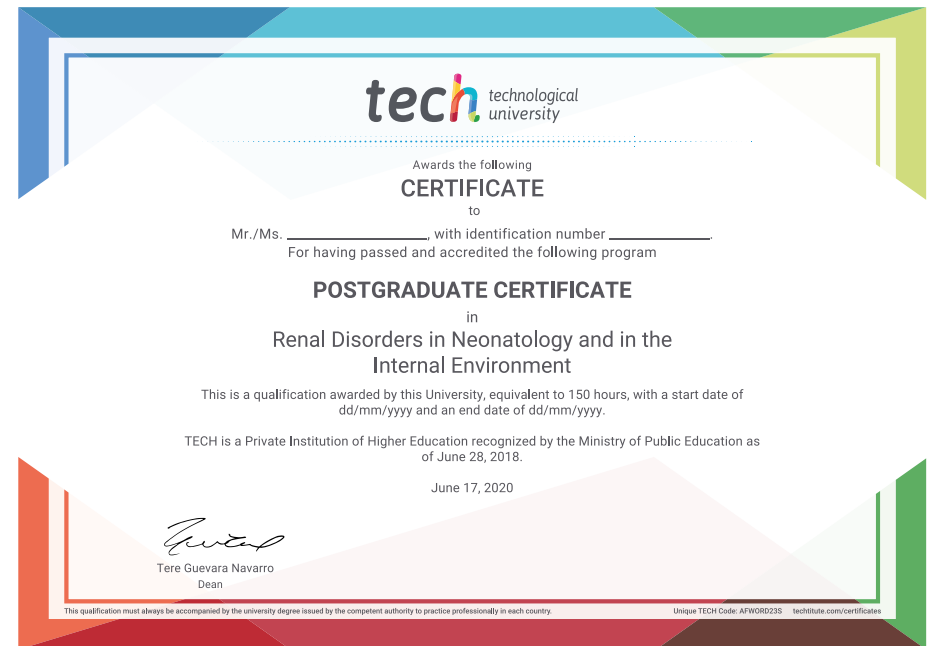 tech technological
university
Awards the following
CERTIFICATE
to
Mr./Ms. ____________________, with identification number ______________.
For having passed and accredited the following program
POSTGRADUATE CERTIFICATE
in
Renal Disorders in Neonatology and in the
Internal Environment
This is a qualification awarded by this University, equivalent to 150 hours, with a start date of
dd/mm/yyyy and an end date of dd/mm/yyyy.
TECH is a Private Institution of Higher Education recognized by the Ministry of Public Education as
of June 28, 2018.
June 17, 2020
Tere Guevara Navarro
Dean
This qualification must always be accompanied by the university degree issued by the competent authority to practice professionally in each country.
Unique TECH Code: AFWORD23S techtitute.com/certificates